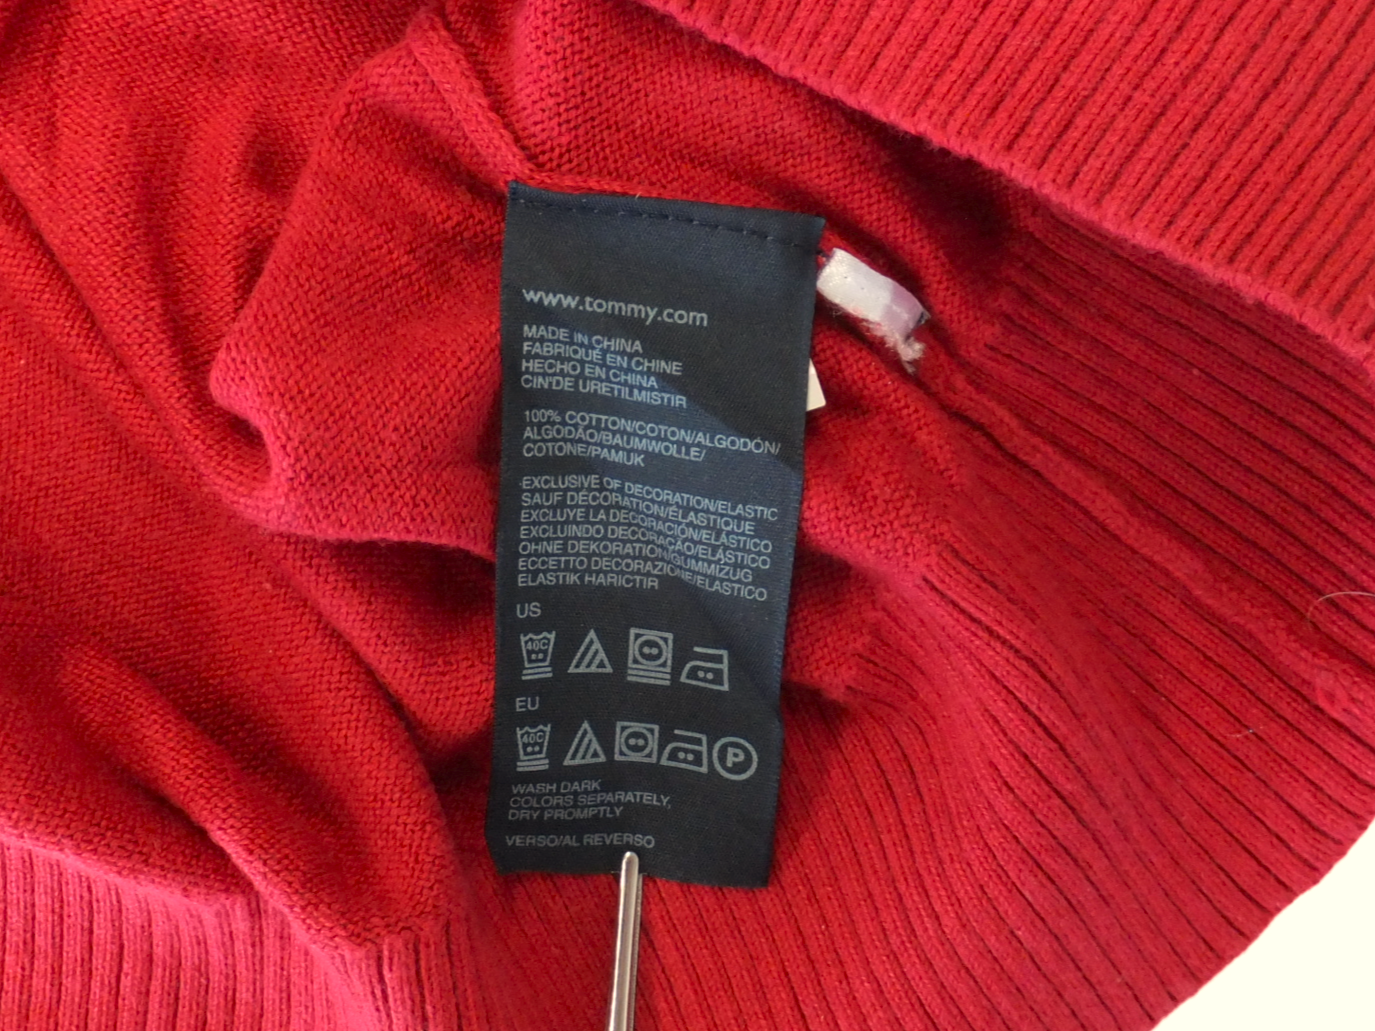 www.tommy.com
MADE IN CHINA
FABRIQUÉ EN CHINE
HECHO EN CHINA
CIN'DE URETILMISTIR
100% COTTON/COTON/ALGODÓN/
ALGODÃO/BAUMWOLLE/
COTONE/PAMUK
EXCLUSIVE OF DECORATION/ELASTIC
SAUF DÉCORATION/ÉLASTIQUE
EXCLUYE LA DECORACIÓN/ELÁSTICO
EXCLUINDO DECORAÇÃO/ELÁSTICO
OHNE DEKORATION/GUMMIZUG
ECCETTO DECORAZIONE/ELASTICO
ELASTIK HARICTIR
US
40C
EU
40C P
WASH DARK
COLORS SEPARATELY,
DRY PROMPTLY
VERSO/AL REVERSO